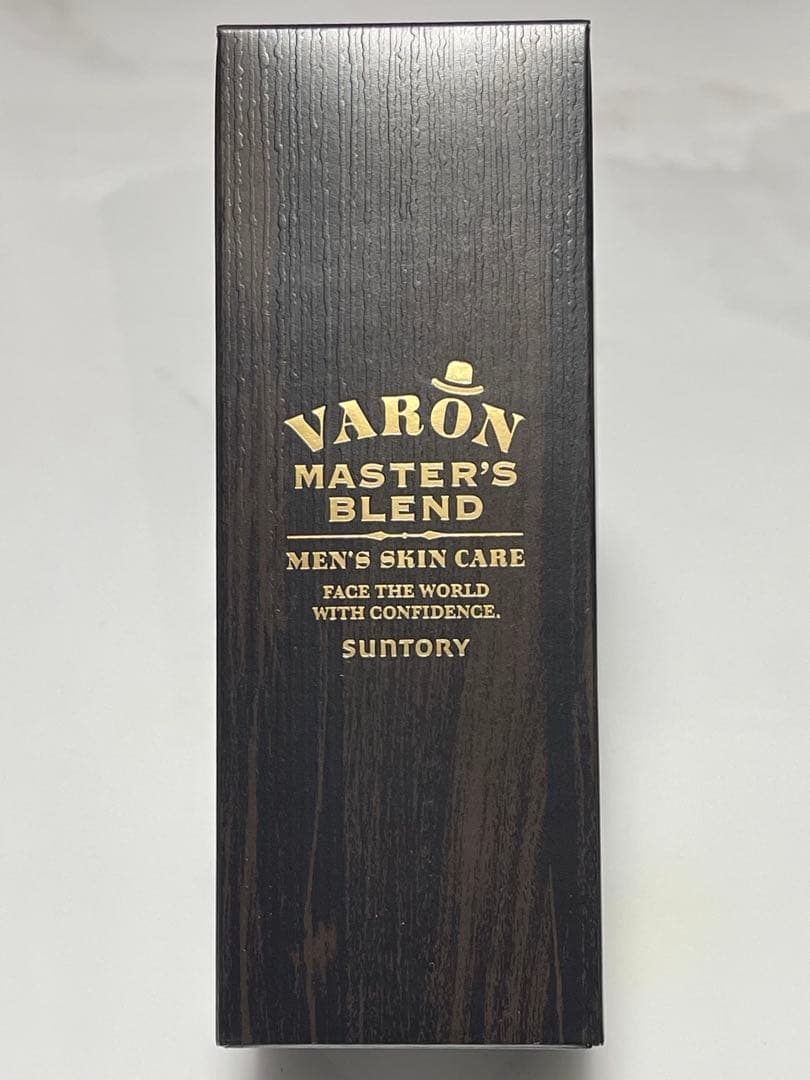 VARON
MASTER'S
BLEND
MEN'S SKIN CARE
FACE THE WORLD
WITH CONFIDENCE.
SUNTORY